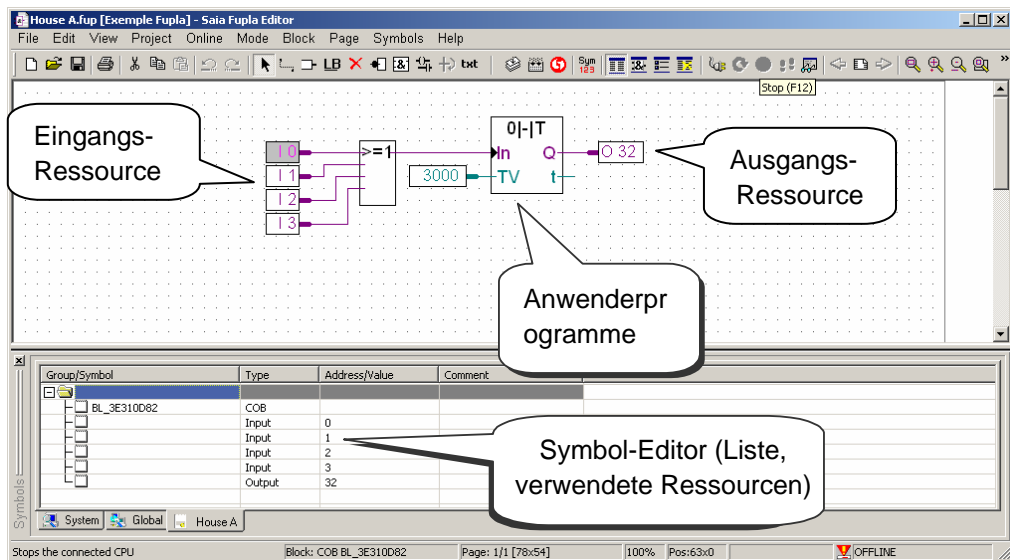 House A.fup [Exemple Fupla] - Saia Fupla Editor
File Edit View Project Online Mode Block Page Symbols Help
LB txt Sym 123 »
Stop (F12)
Eingangs-
Ressource
I 0
I 1
I 2
I 3
>=1
3000
0|-|T
In Q
TV t
O 32
Ausgangs-
Ressource
Anwenderpr
ogramme
Group/Symbol Type Address/Value Comment
BL_3E310D82 COB
Input 0
Input 1
Input 2
Input 3
Output 32
Symbol-Editor (Liste,
verwendete Ressourcen)
Symbols
System Global House A
Stops the connected CPU Block: COB BL_3E310D82 Page: 1/1 [78x54] 100% Pos:63x0 OFFLINE